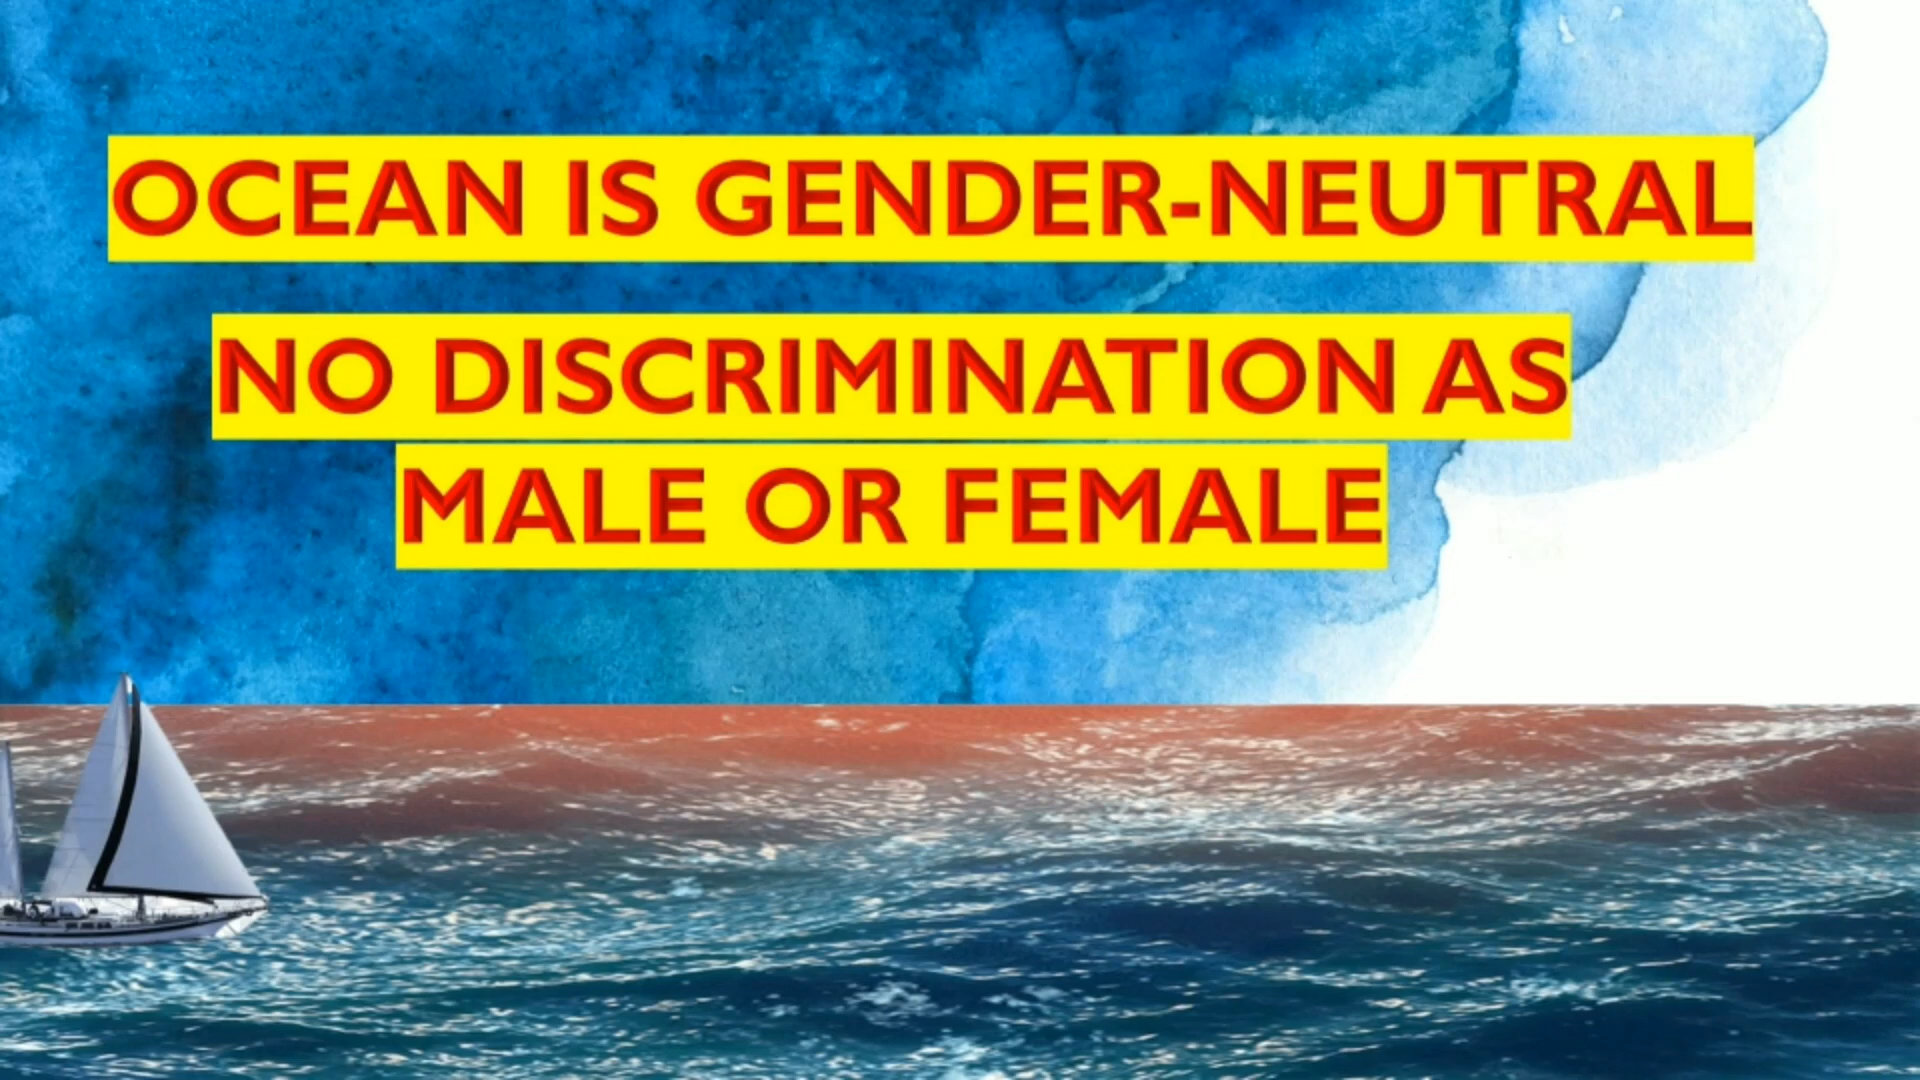 OCEAN IS GENDER-NEUTRAL
NO DISCRIMINATION AS
MALE OR FEMALE